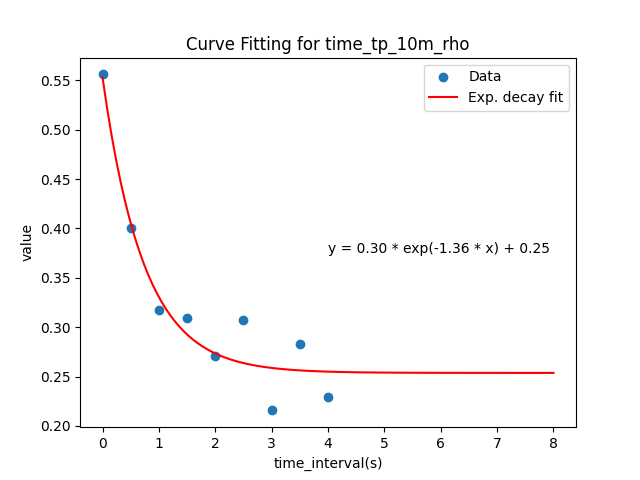 Curve Fitting for time_tp_10m_rho
Data
Exp. decay fit
y = 0.30 * exp(-1.36 * x) + 0.25
value
0.55
0.50
0.45
0.40
0.35
0.30
0.25
0.20
0 1 2 3 4 5 6 7 8
time_interval(s)